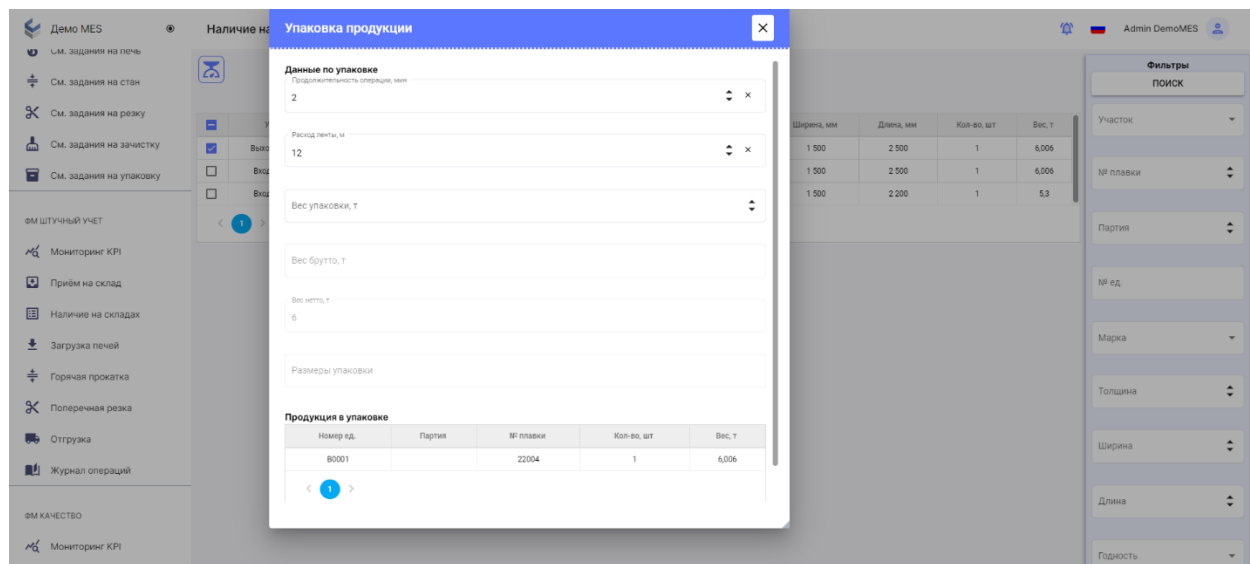 Демо MES
Наличие на
Упаковка продукции
Admin DemoMES
См. задания на печь
См. задания на стан
См. задания на резку
См. задания на зачистку
См. задания на упаковку
ФМ ШТУЧНЫЙ УЧЕТ
Мониторинг KPI
Приём на склад
Наличие на складах
Загрузка печей
Горячая прокатка
Поперечная резка
Отгрузка
Журнал операций
ФМ КАЧЕСТВО
Мониторинг KPI
Данные по упаковке
Продолжительность операции, мин
2
Расход ленты, м
12
Вес упаковки, т
Вес брутто, т
Вес нетто, т
6
Размеры упаковки
Продукция в упаковке
Номер ед. Партия № плавки Кол-во, шт Вес, т
B0001 22004 1 6,006
1
У Ширина, мм Длина, мм Кол-во, шт Вес, т
Выхо 1 500 2 500 1 6,006
Вход 1 500 2 500 1 6,006
Вход 1 500 2 200 1 5,3
1
Фильтры
ПОИСК
Участок
№ плавки
Партия
№ ед.
Марка
Толщина
Ширина
Длина
Годность